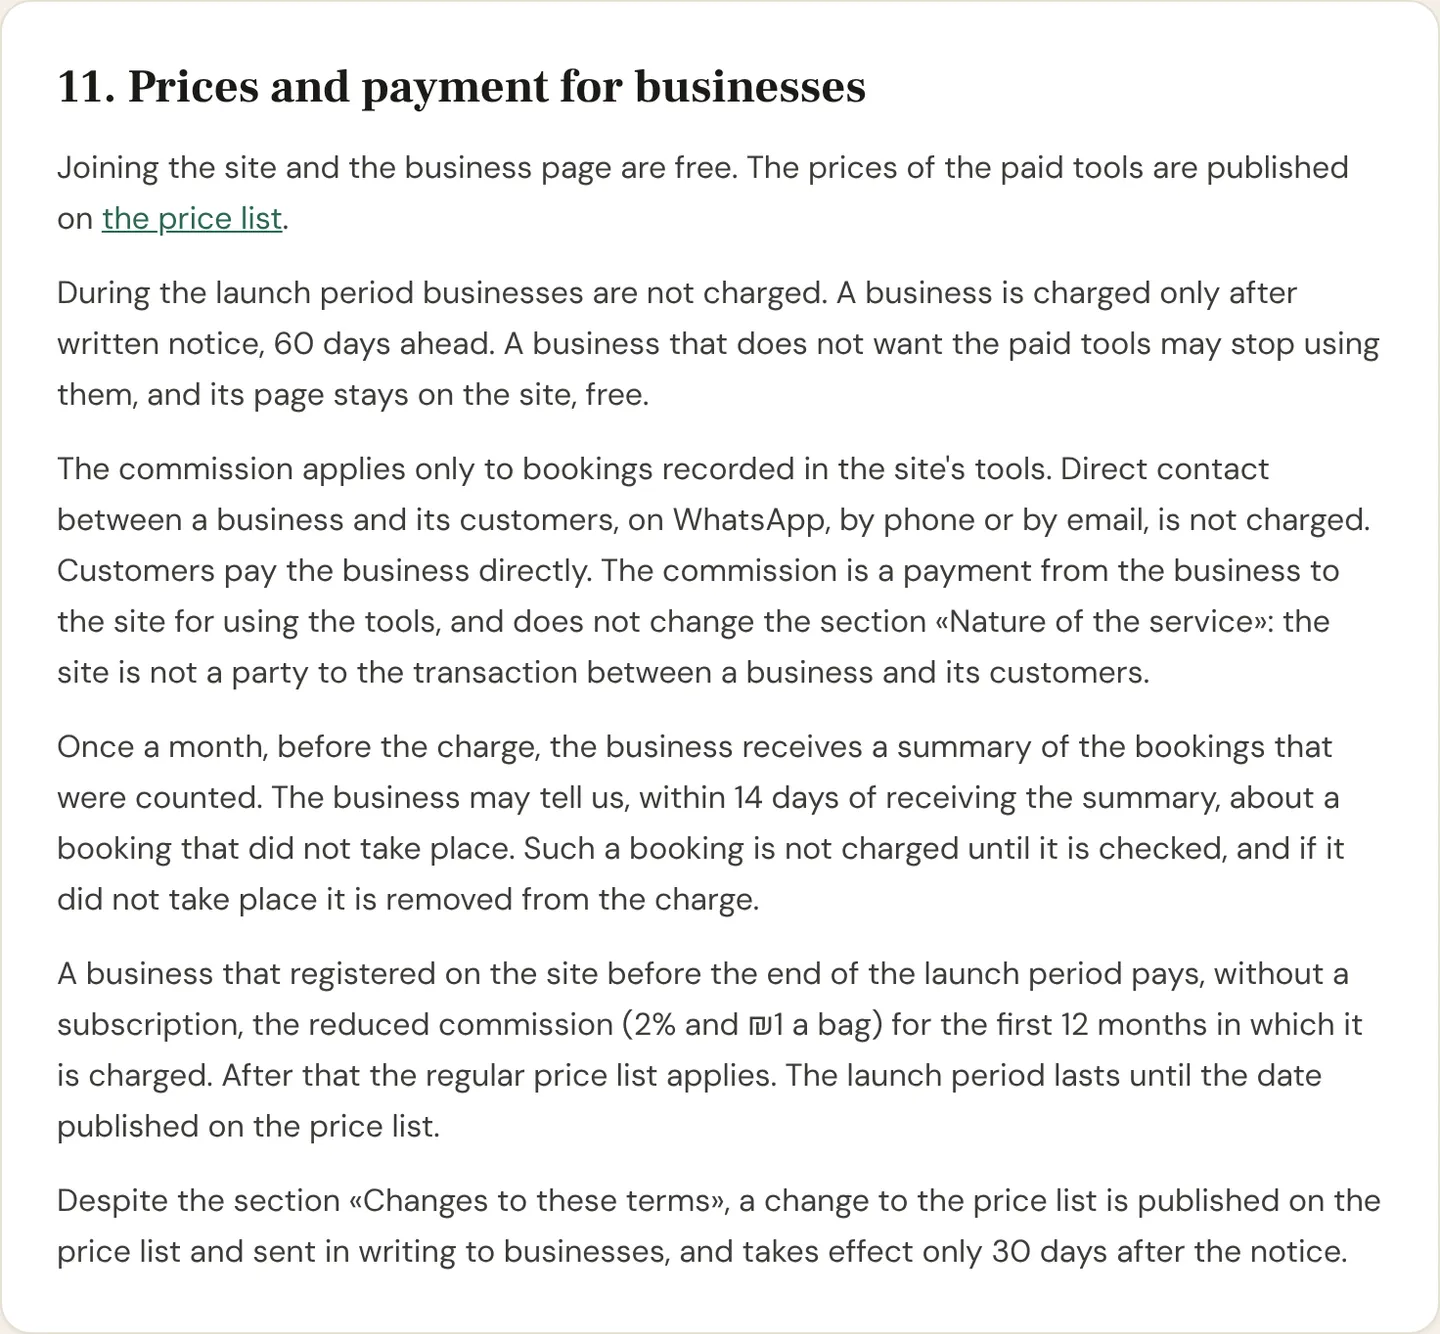 11. Prices and payment for businesses
Joining the site and the business page are free. The prices of the paid tools are published
on the price list.
During the launch period businesses are not charged. A business is charged only after
written notice, 60 days ahead. A business that does not want the paid tools may stop using
them, and its page stays on the site, free.
The commission applies only to bookings recorded in the site's tools. Direct contact
between a business and its customers, on WhatsApp, by phone or by email, is not charged.
Customers pay the business directly. The commission is a payment from the business to
the site for using the tools, and does not change the section «Nature of the service»: the
site is not a party to the transaction between a business and its customers.
Once a month, before the charge, the business receives a summary of the bookings that
were counted. The business may tell us, within 14 days of receiving the summary, about a
booking that did not take place. Such a booking is not charged until it is checked, and if it
did not take place it is removed from the charge.
A business that registered on the site before the end of the launch period pays, without a
subscription, the reduced commission (2% and ₪1 a bag) for the first 12 months in which it
is charged. After that the regular price list applies. The launch period lasts until the date
published on the price list.
Despite the section «Changes to these terms», a change to the price list is published on the
price list and sent in writing to businesses, and takes effect only 30 days after the notice.